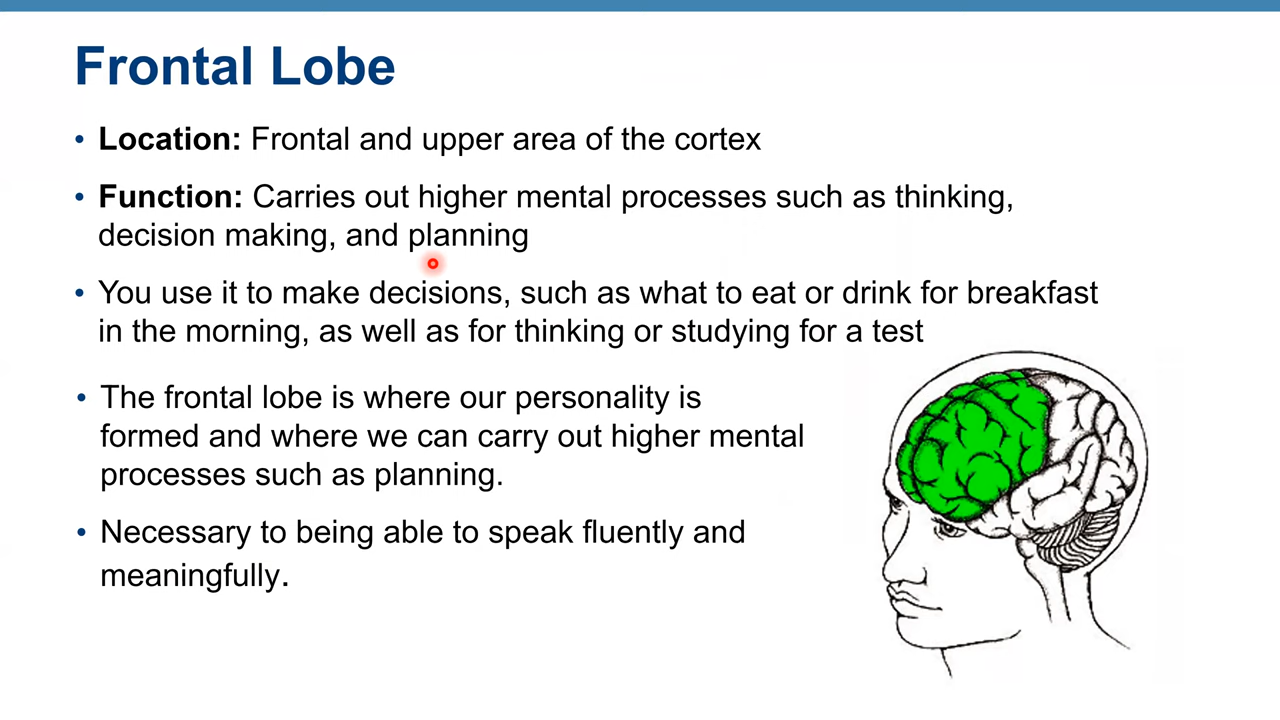 Frontal Lobe
• Location: Frontal and upper area of the cortex
• Function: Carries out higher mental processes such as thinking,
decision making, and planning
• You use it to make decisions, such as what to eat or drink for breakfast
in the morning, as well as for thinking or studying for a test
• The frontal lobe is where our personality is
formed and where we can carry out higher mental
processes such as planning.
• Necessary to being able to speak fluently and
meaningfully.